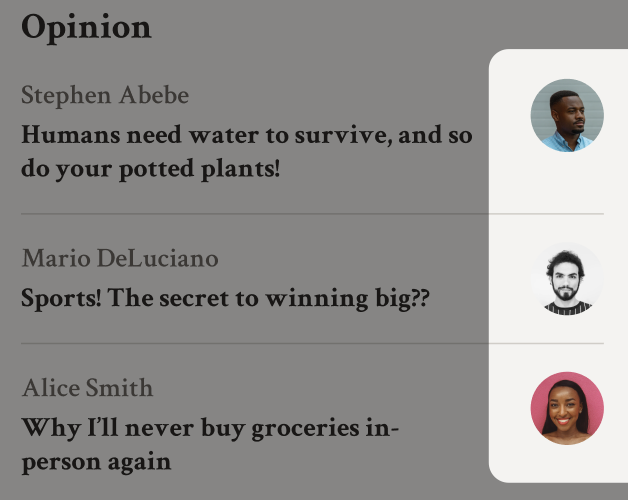 Opinion
Stephen Abebe
Humans need water to survive, and so
do your potted plants!
Mario DeLuciano
Sports! The secret to winning big??
Alice Smith
Why I’ll never buy groceries in-
person again